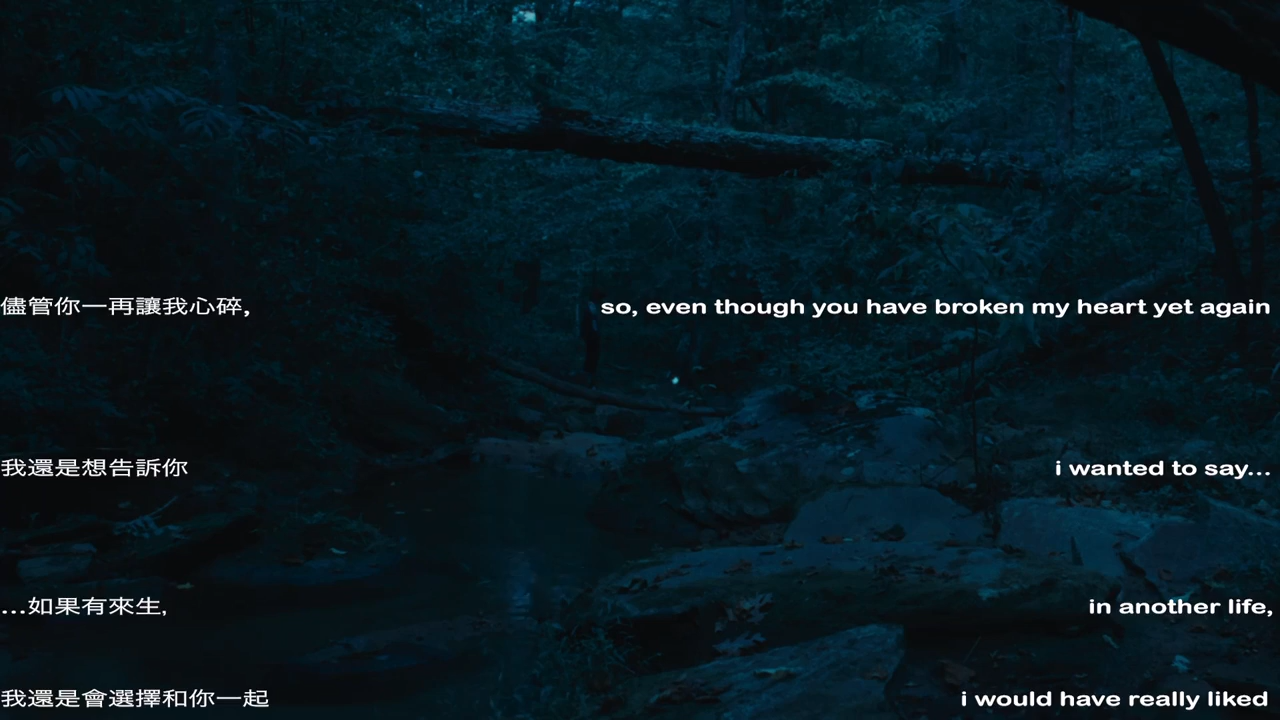 儘管你一再讓我心碎,
so, even though you have broken my heart yet again
我還是想告訴你
i wanted to say...
...如果有來生,
in another life,
我還是會選擇和你一起
i would have really liked